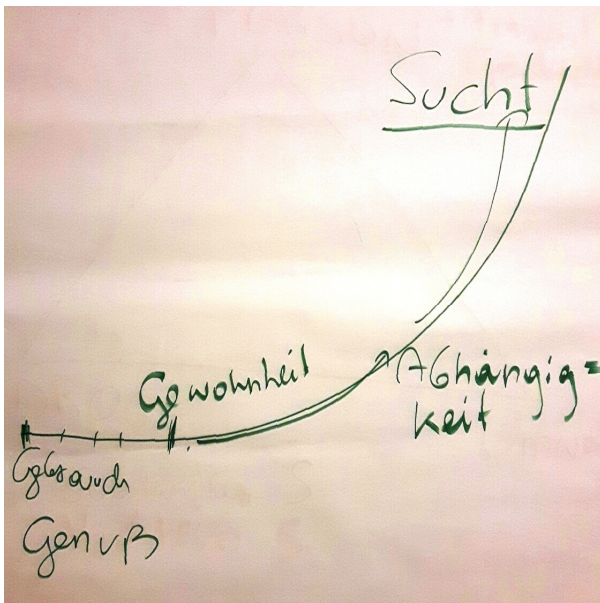 Sucht
Gewohnheit
Abhängig=
keit
Gebrauch
Genuß